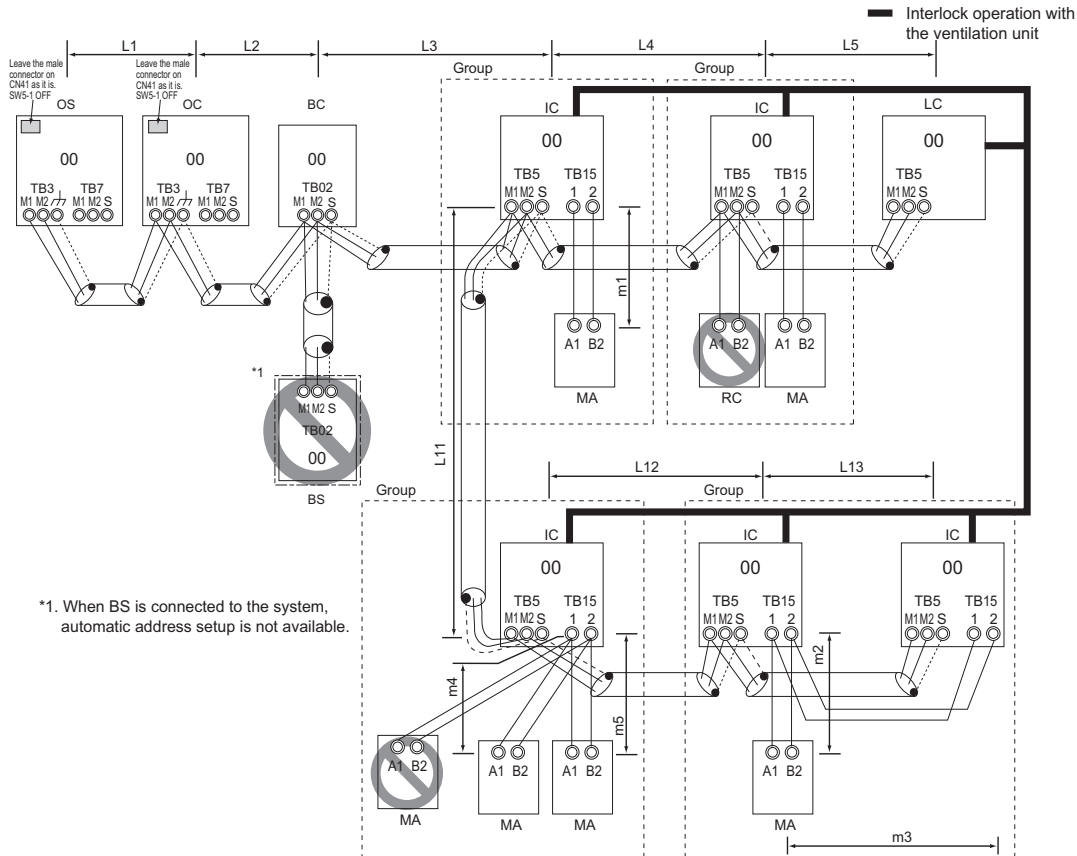 Interlock operation with
the ventilation unit
L1 L2 L3 L4 L5
Leave the male
connector on
CN41 as it is.
SW5-1 OFF
Leave the male
connector on
CN41 as it is.
SW5-1 OFF
Group Group
OS OC BC IC IC LC
00 00 00 00 00 00
TB3 TB7 TB3 TB7 TB02 TB5 TB15 TB5 TB15 TB5
M1 M2 M1 M2 S M1 M2 M1 M2 S M1 M2 S M1 M2 S 1 2 M1 M2 S 1 2 M1 M2 S
m1
A1 B2 A1 B2 A1 B2
MA RC MA
*1
M1 M2 S
TB02
00
BS
L11
L12 L13
Group Group
IC IC IC
00 00 00
*1. When BS is connected to the system,
automatic address setup is not available.
TB5 TB15 TB5 TB15 TB5 TB15
M1 M2 S 1 2 M1 M2 S 1 2 M1 M2 S 1 2
m4 m5 m2
A1 B2 A1 B2 A1 B2 A1 B2
MA MA MA MA
m3